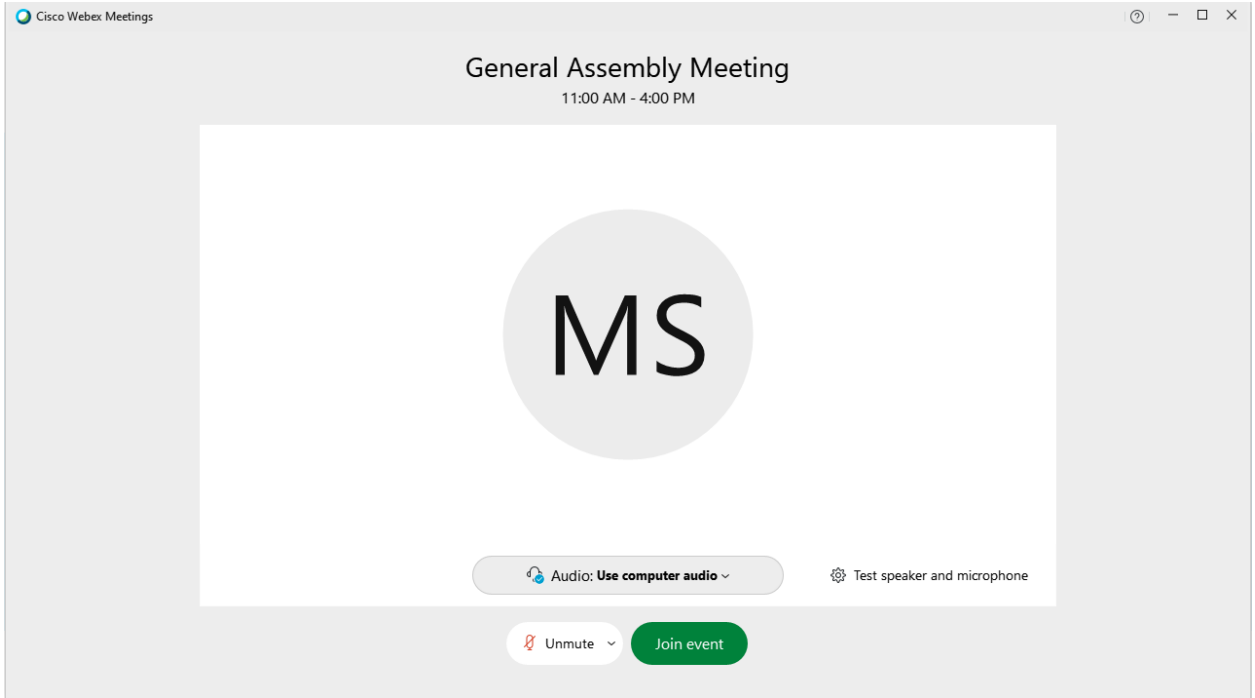 Cisco Webex Meetings
General Assembly Meeting
11:00 AM - 4:00 PM
MS
Audio: Use computer audio
Test speaker and microphone
Unmute
Join event